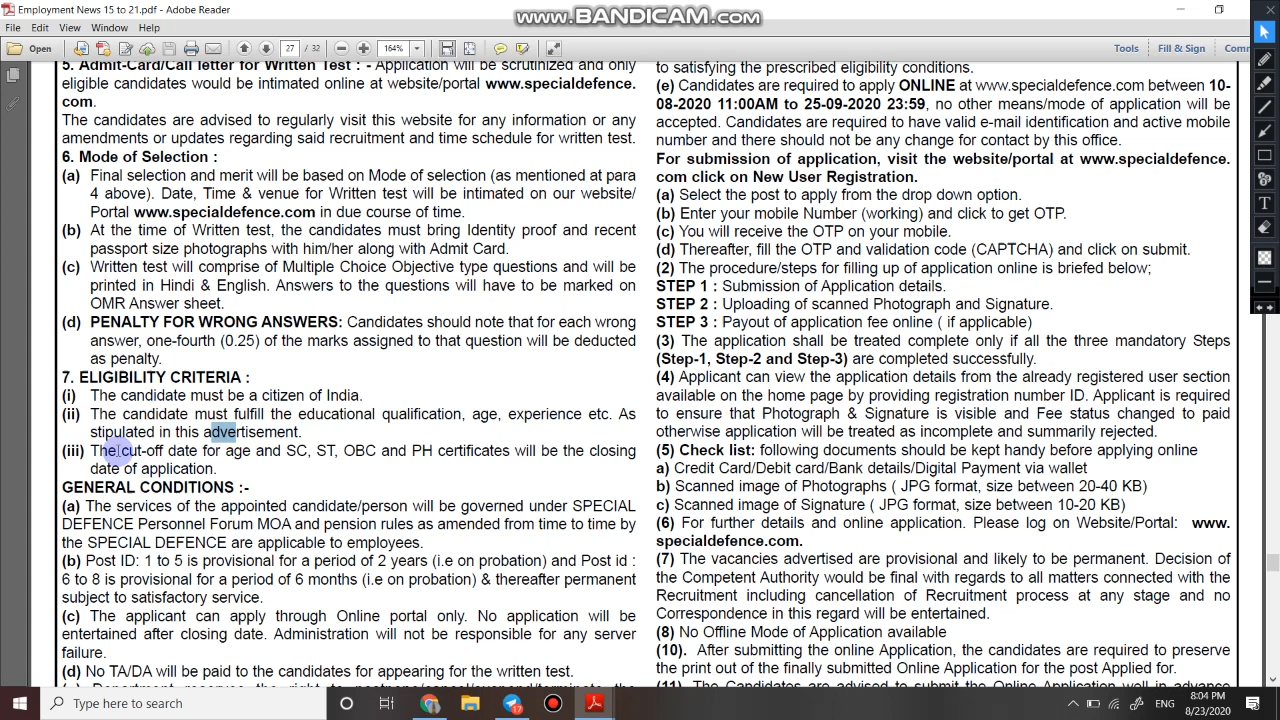 Employment News 15 to 21.pdf - Adobe Reader
www.BANDICAM.com
File Edit View Window Help
Open 27 / 32 164% Tools Fill & Sign
5. Admit-Card/Call letter for Written Test : - Application will be scrutinized and only
eligible candidates would be intimated online at website/portal www.specialdefence.
com.
The candidates are advised to regularly visit this website for any information or any
amendments or updates regarding said recruitment and time schedule for written test.
6. Mode of Selection :
(a) Final selection and merit will be based on Mode of selection (as mentioned at para
4 above). Date, Time & venue for Written test will be intimated on our website/
Portal www.specialdefence.com in due course of time.
(b) At the time of Written test, the candidates must bring Identity proof and recent
passport size photographs with him/her along with Admit Card.
(c) Written test will comprise of Multiple Choice Objective type questions and will be
printed in Hindi & English. Answers to the questions will have to be marked on
OMR Answer sheet.
(d) PENALTY FOR WRONG ANSWERS: Candidates should note that for each wrong
answer, one-fourth (0.25) of the marks assigned to that question will be deducted
as penalty.
7. ELIGIBILITY CRITERIA :
(i) The candidate must be a citizen of India.
(ii) The candidate must fulfill the educational qualification, age, experience etc. As
stipulated in this advertisement.
(iii) The cut-off date for age and SC, ST, OBC and PH certificates will be the closing
date of application.
GENERAL CONDITIONS :-
(a) The services of the appointed candidate/person will be governed under SPECIAL
DEFENCE Personnel Forum MOA and pension rules as amended from time to time by
the SPECIAL DEFENCE are applicable to employees.
(b) Post ID: 1 to 5 is provisional for a period of 2 years (i.e on probation) and Post id :
6 to 8 is provisional for a period of 6 months (i.e on probation) & thereafter permanent
subject to satisfactory service.
(c) The applicant can apply through Online portal only. No application will be
entertained after closing date. Administration will not be responsible for any server
failure.
(d) No TA/DA will be paid to the candidates for appearing for the written test.
to satisfying the prescribed eligibility conditions.
(e) Candidates are required to apply ONLINE at www.specialdefence.com between 10-
08-2020 11:00AM to 25-09-2020 23:59, no other means/mode of application will be
accepted. Candidates are required to have valid e-mail identification and active mobile
number and there should not be any change for contact by this office.
For submission of application, visit the website/portal at www.specialdefence.
com click on New User Registration.
(a) Select the post to apply from the drop down option.
(b) Enter your mobile Number (working) and click to get OTP.
(c) You will receive the OTP on your mobile.
(d) Thereafter, fill the OTP and validation code (CAPTCHA) and click on submit.
(2) The procedure/steps for filling up of application online is briefed below;
STEP 1 : Submission of Application details.
STEP 2 : Uploading of Scanned Photograph and Signature.
STEP 3 : Payout of application fee online ( if applicable)
(3) The application shall be treated complete only if all the three mandatory Steps
(Step-1, Step-2 and Step-3) are completed successfully.
(4) Applicant can view the application details from the already registered user section
available on the home page by providing registration number ID. Applicant is required
to ensure that Photograph & Signature is visible and Fee status changed to paid
otherwise application will be treated as incomplete and summarily rejected.
(5) Check list: following documents should be kept handy before applying online
a) Credit Card/Debit card/Bank details/Digital Payment via wallet
b) Scanned image of Photographs ( JPG format, size between 20-40 KB)
c) Scanned image of Signature ( JPG format, size between 10-20 KB)
(6) For further details and online application. Please log on Website/Portal: www.
specialdefence.com.
(7) The vacancies advertised are provisional and likely to be permanent. Decision of
the Competent Authority would be final with regards to all matters connected with the
Recruitment including cancellation of Recruitment process at any stage and no
Correspondence in this regard will be entertained.
(8) No Offline Mode of Application available
(10). After submitting the online Application, the candidates are required to preserve
the print out of the finally submitted Online Application for the post Applied for.
(11) The Candidates are advised to submit the Online Application well in advance
Type here to search
ENG
8:04 PM
8/23/2020